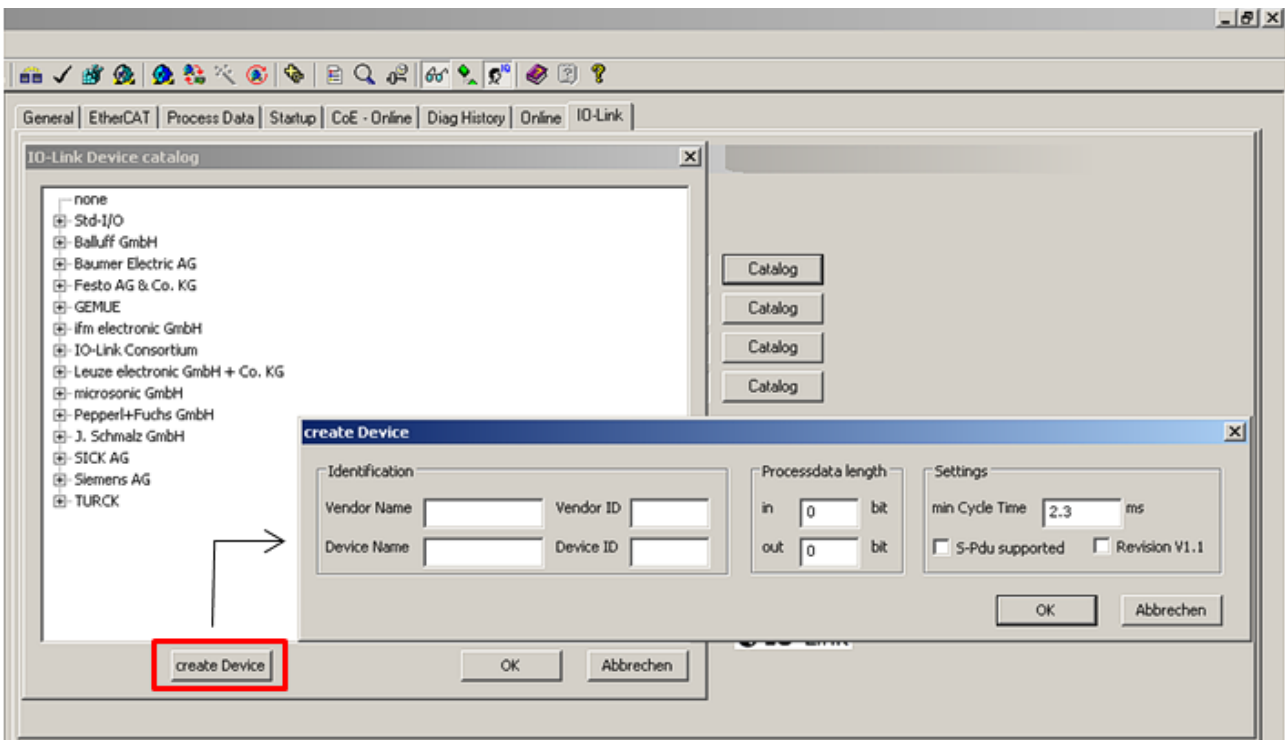 General EtherCAT Process Data Startup CoE - Online Diag History Online IO-Link
IO-Link Device catalog
none
Std-I/O
Balluff GmbH
Baumer Electric AG
Festo AG & Co. KG
GEMUE
ifm electronic GmbH
IO-Link Consortium
Leuze electronic GmbH + Co. KG
microsonic GmbH
Pepperl+Fuchs GmbH
J. Schmalz GmbH
SICK AG
Siemens AG
TURCK
Catalog
Catalog
Catalog
Catalog
create Device
Identification
Vendor Name
Vendor ID
Device Name
Device ID
Processdata length
in 0 bit
out 0 bit
Settings
min Cycle Time 2.3 ms
S-Pdu supported
Revision V1.1
OK Abbrechen
create Device
OK Abbrechen